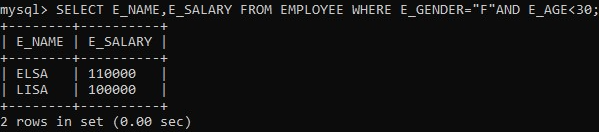 mysql> SELECT E_NAME,E_SALARY FROM EMPLOYEE WHERE E_GENDER="F"AND E_AGE<30;
+--------+----------+
| E_NAME | E_SALARY |
+--------+----------+
| ELSA   | 110000   |
| LISA   | 100000   |
+--------+----------+
2 rows in set (0.00 sec)